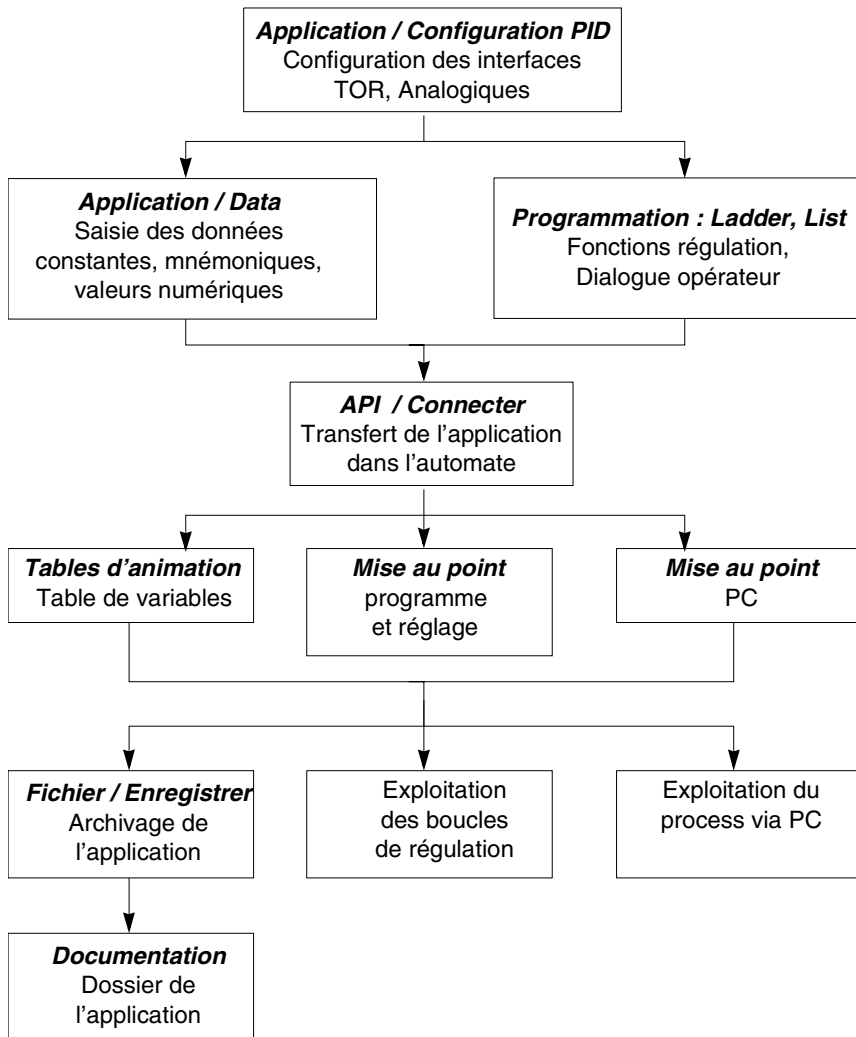 Application / Configuration PID
Configuration des interfaces
TOR, Analogiques
Application / Data
Saisie des données
constantes, mnémoniques,
valeurs numériques
Programmation : Ladder, List
Fonctions régulation,
Dialogue opérateur
API / Connecter
Transfert de l’application
dans l’automate
Tables d’animation
Table de variables
Mise au point
programme
et réglage
Mise au point
PC
Fichier / Enregistrer
Archivage de
l’application
Exploitation
des boucles
de régulation
Exploitation du
process via PC
Documentation
Dossier de
l’application